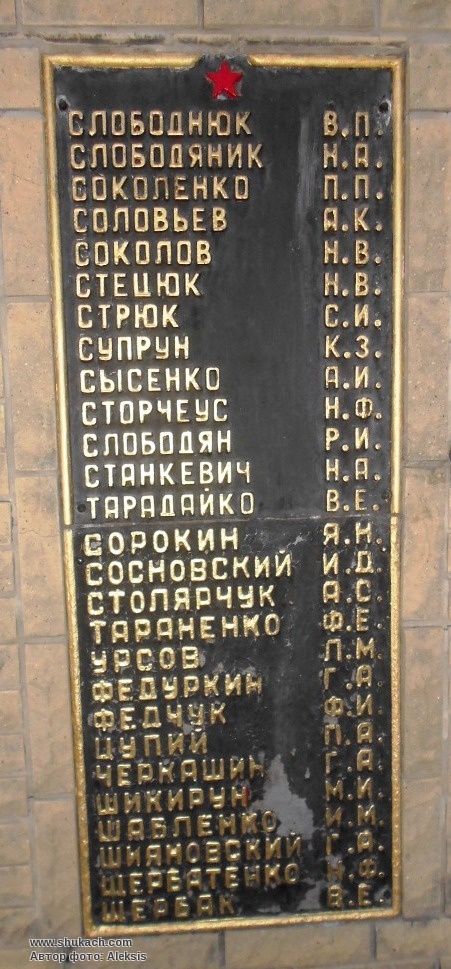 СЛОБОДНЮК В.П.
СЛОБОДЯНИК Н.А.
СОКОЛЕНКО П.П.
СОЛОВЬЕВ А.К.
СОКОЛОВ Н.В.
СТЕЦЮК Н.В.
СТРЮК С.И.
СУПРУН К.З.
СЫСЕНКО А.И.
СТОРЧЕУС Н.Ф.
СЛОБОДЯН Р.И.
СТАНКЕВИЧ Н.А.
ТАРАДАЙКО В.Е.
СОРОКИН Я.Н.
СОСНОВСКИЙ И.Д.
СТОЛЯРЧУК А.С.
ТАРАНЕНКО Ф.Е.
УРСОВ Л.М.
ФЕДУРКИН Г.А.
ФЕДЧУК Ф.И
ЦУПИЙ П.А
ЧЕРКАШИН Г.А
ШИКИРУН М.И.
ШАБЛЕНКО И.М.
ШИЯНОВСКИЙ Г.А.
ЩЕРБАТЕНКО Н.Ф.
ЩЕРБАК В.Е.
www.shukach.com
Автор фото: Aleksis